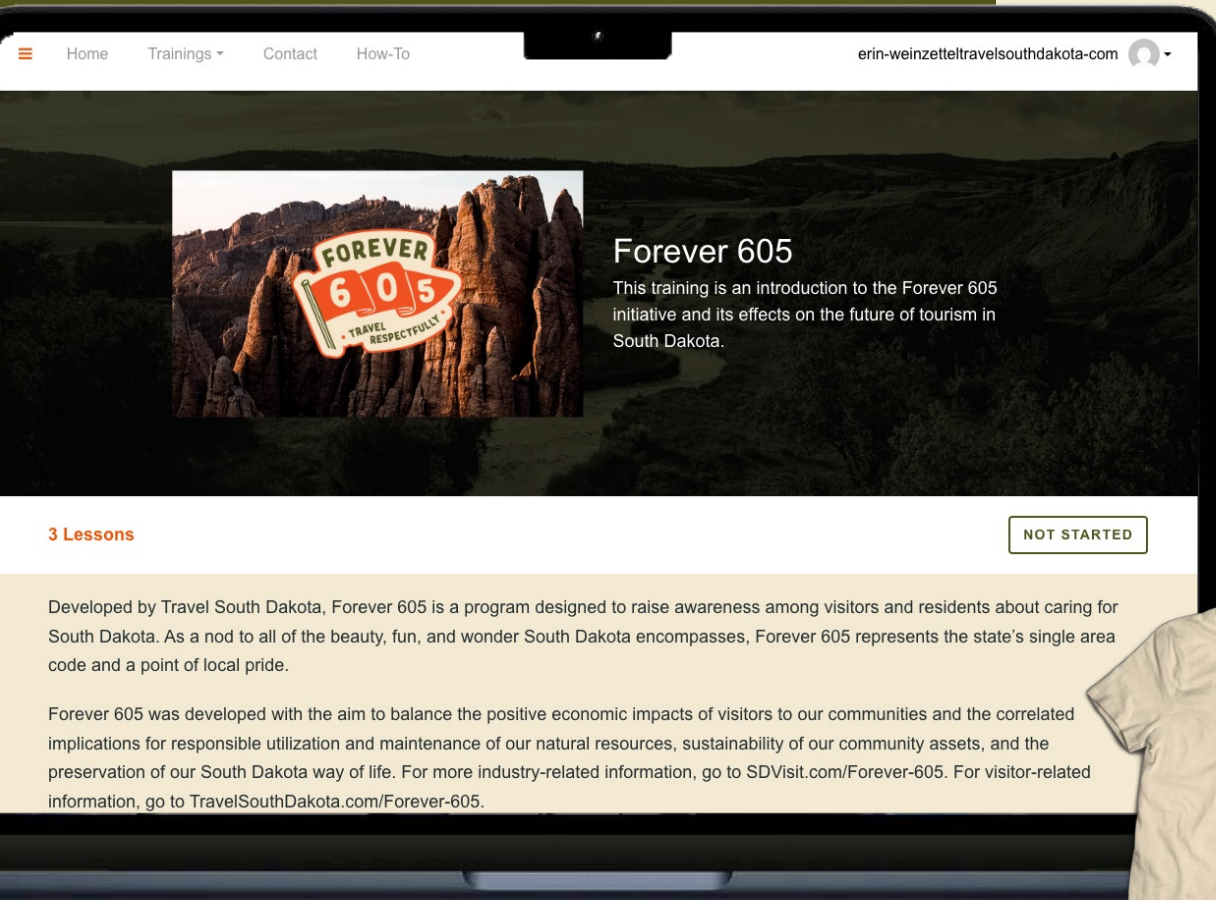 Home Trainings Contact How-To erin-weinzetteltravelsouthdakota-com
FOREVER
605
• TRAVEL
RESPECTFULLY •
Forever 605
This training is an introduction to the Forever 605
initiative and its effects on the future of tourism in
South Dakota.
3 Lessons
NOT STARTED
Developed by Travel South Dakota, Forever 605 is a program designed to raise awareness among visitors and residents about caring for
South Dakota. As a nod to all of the beauty, fun, and wonder South Dakota encompasses, Forever 605 represents the state’s single area
code and a point of local pride.
Forever 605 was developed with the aim to balance the positive economic impacts of visitors to our communities and the correlated
implications for responsible utilization and maintenance of our natural resources, sustainability of our community assets, and the
preservation of our South Dakota way of life. For more industry-related information, go to SDVisit.com/Forever-605. For visitor-related
information, go to TravelSouthDakota.com/Forever-605.